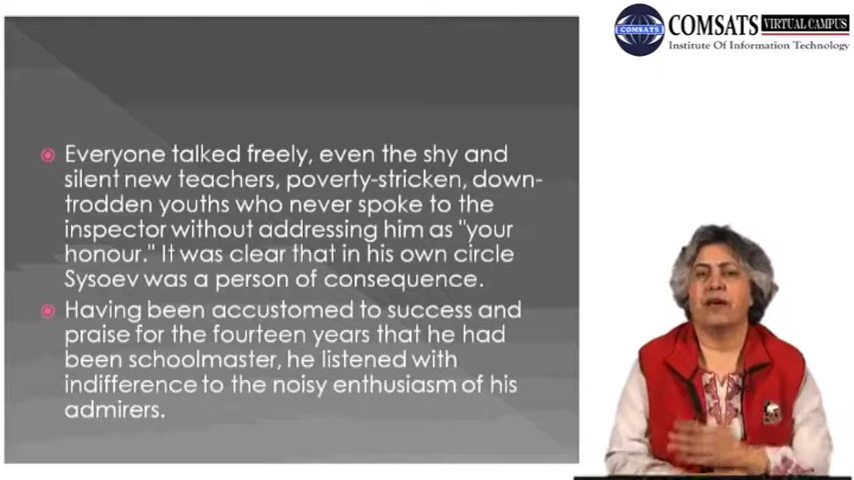 COMSATS
COMSATS VIRTUAL CAMPUS
Institute Of Information Technology
Everyone talked freely, even the shy and
silent new teachers, poverty-stricken, down-
trodden youths who never spoke to the
inspector without addressing him as "your
honour." It was clear that in his own circle
Sysoev was a person of consequence.
Having been accustomed to success and
praise for the fourteen years that he had
been schoolmaster, he listened with
indifference to the noisy enthusiasm of his
admirers.